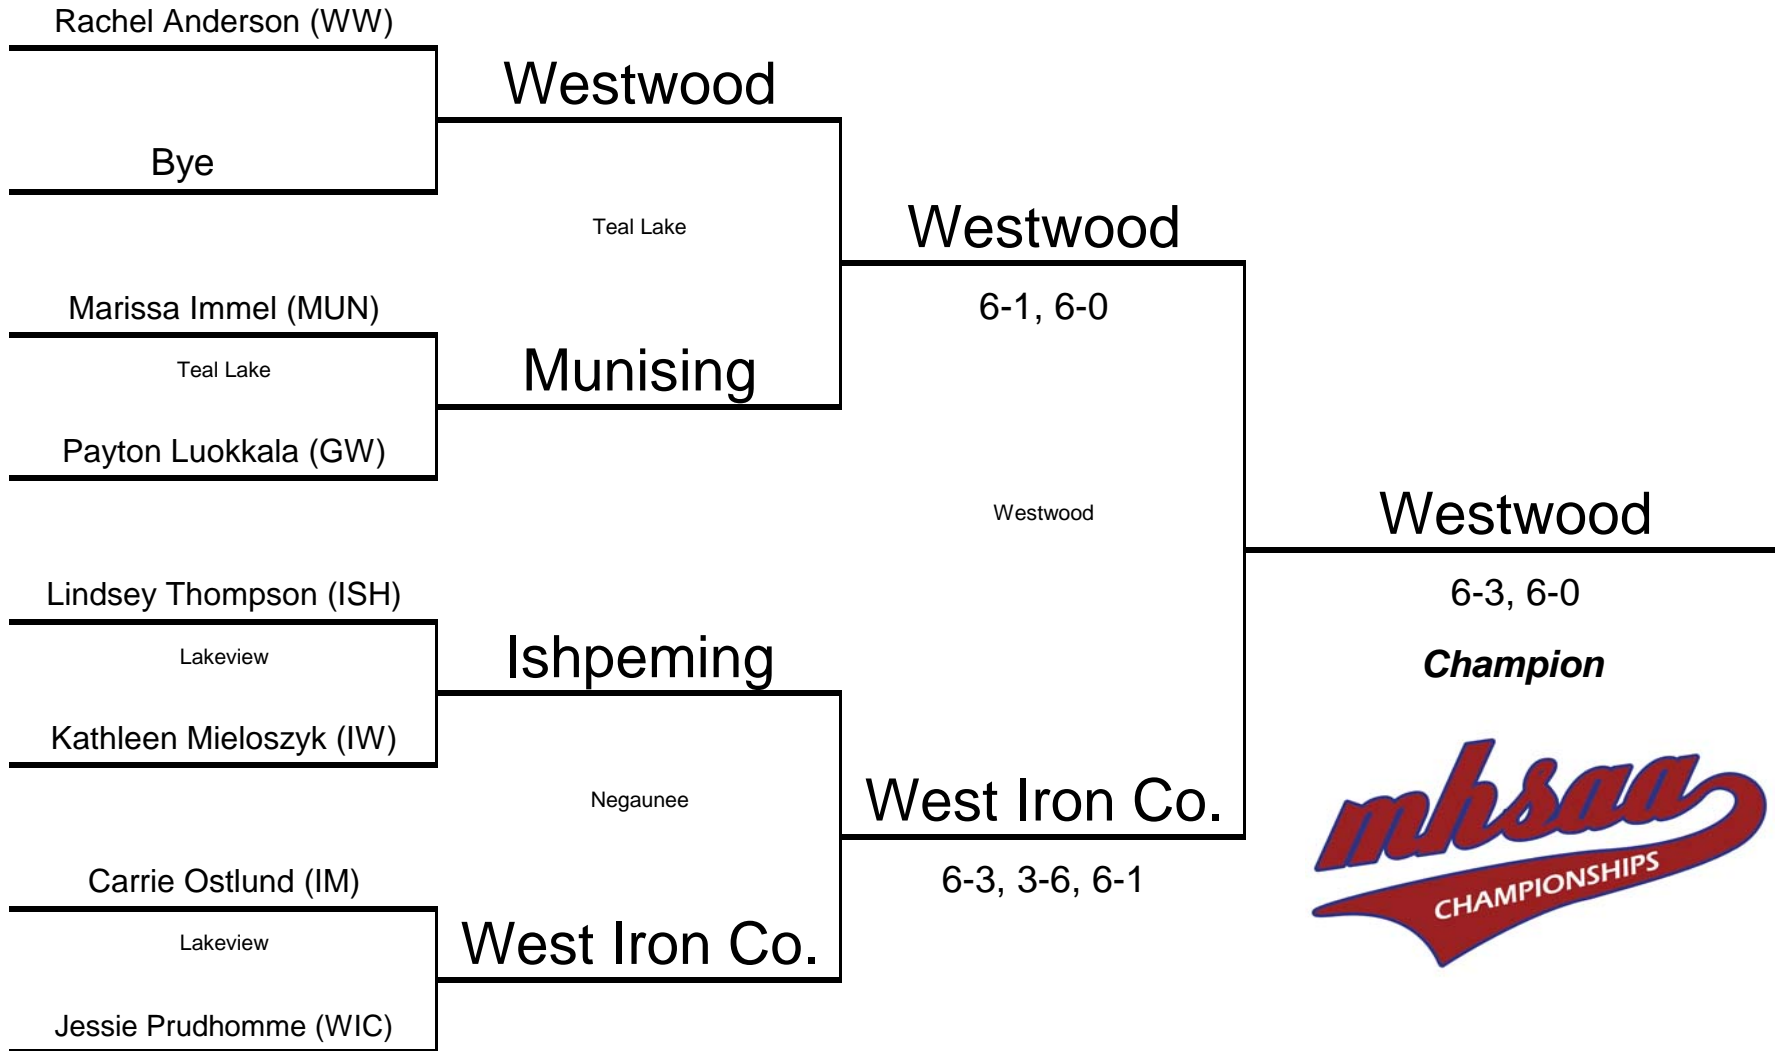 Rachel Anderson (WW)
Westwood
Bye
Teal Lake
Westwood
Marissa Immel (MUN)
6-1, 6-0
Teal Lake
Munising
Payton Luokkala (GW)
Westwood
Westwood
Lindsey Thompson (ISH)
6-3, 6-0
Lakeview
Ishpeming
Champion
Kathleen Mieloszyk (IW)
Negaunee
West Iron Co.
mhsaa
CHAMPIONSHIPS
Carrie Ostlund (IM)
6-3, 3-6, 6-1
Lakeview
West Iron Co.
Jessie Prudhomme (WIC)